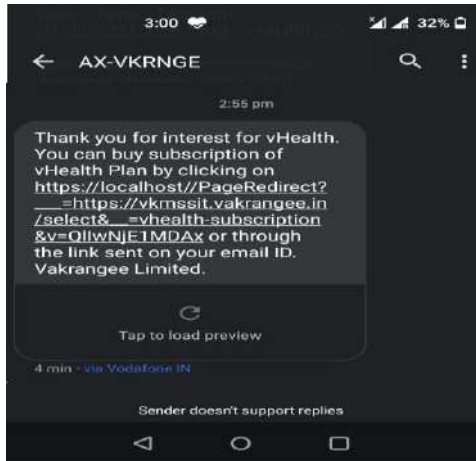 3:00 32%
AX-VKRNGE
2:55 pm
Thank you for interest for vHealth.
You can buy subscription of
vHealth Plan by clicking on
https://localhost//PageRedirect?
__=https://vkmssit.vakrangee.in
/select&__=vhealth-subscription
&v=QllwNjE1MDAx or through
the link sent on your email ID.
Vakrangee Limited.
Tap to load preview
4 min · via Vodafone IN
Sender doesn't support replies